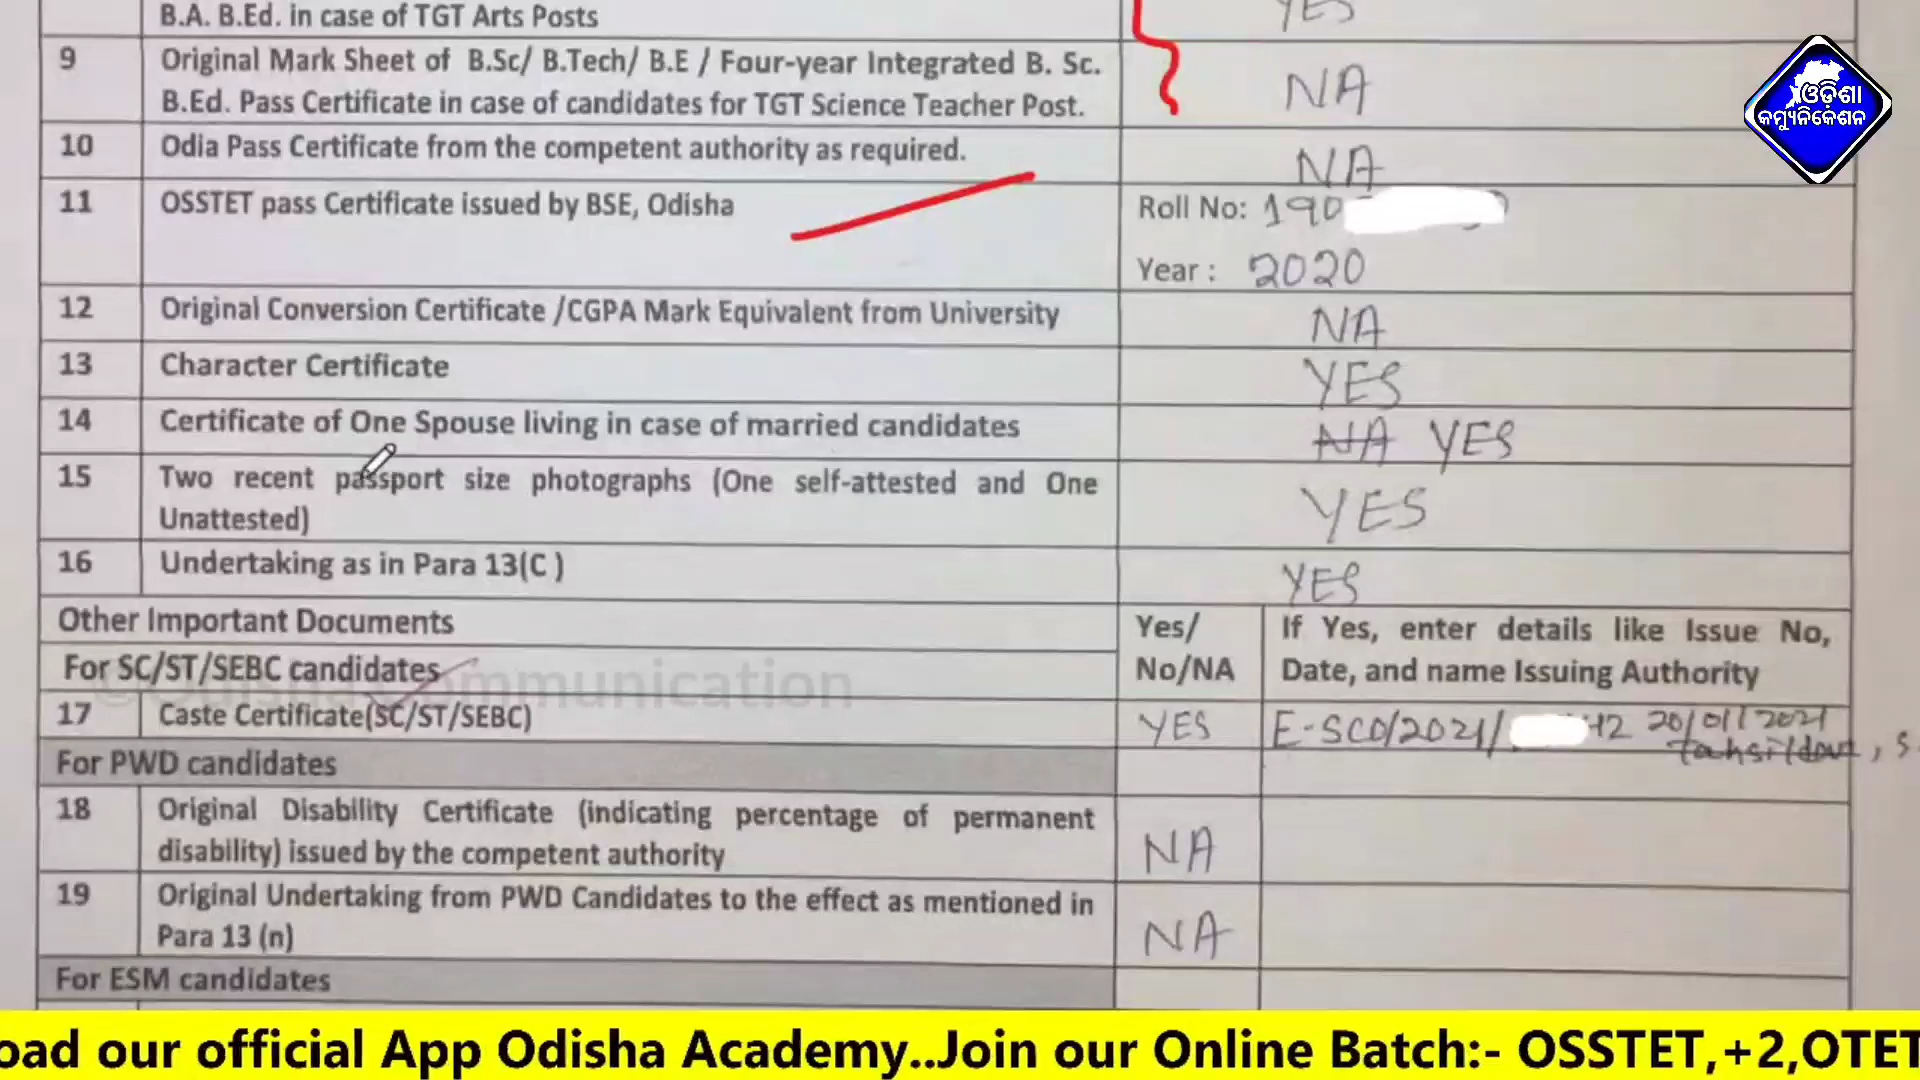 B.A. B.Ed. in case of TGT Arts Posts
YES
9
Original Mark Sheet of B.Sc/ B.Tech/ B.E / Four-year Integrated B. Sc.
B.Ed. Pass Certificate in case of candidates for TGT Science Teacher Post.
NA
ଓଡ଼ିଶା
କମ୍ୟୁନିକେଶନ
10
Odia Pass Certificate from the competent authority as required.
NA
11
OSSTET pass Certificate issued by BSE, Odisha
Roll No: 190
Year : 2020
12
Original Conversion Certificate /CGPA Mark Equivalent from University
NA
13
Character Certificate
YES
14
Certificate of One Spouse living in case of married candidates
NA YES
15
Two recent passport size photographs (One self-attested and One
Unattested)
YES
16
Undertaking as in Para 13(C )
YES
Other Important Documents
Yes/
No/NA
If Yes, enter details like Issue No,
Date, and name Issuing Authority
For SC/ST/SEBC candidates
©Odisha Communication
17
Caste Certificate(SC/ST/SEBC)
YES
E-SCO/2021/ 42 20/01/2021
For PWD candidates
18
Original Disability Certificate (indicating percentage of permanent
disability) issued by the competent authority
NA
19
Original Undertaking from PWD Candidates to the effect as mentioned in
Para 13 (n)
NA
For ESM candidates
oad our official App Odisha Academy..Join our Online Batch:- OSSTET,+2,OTET